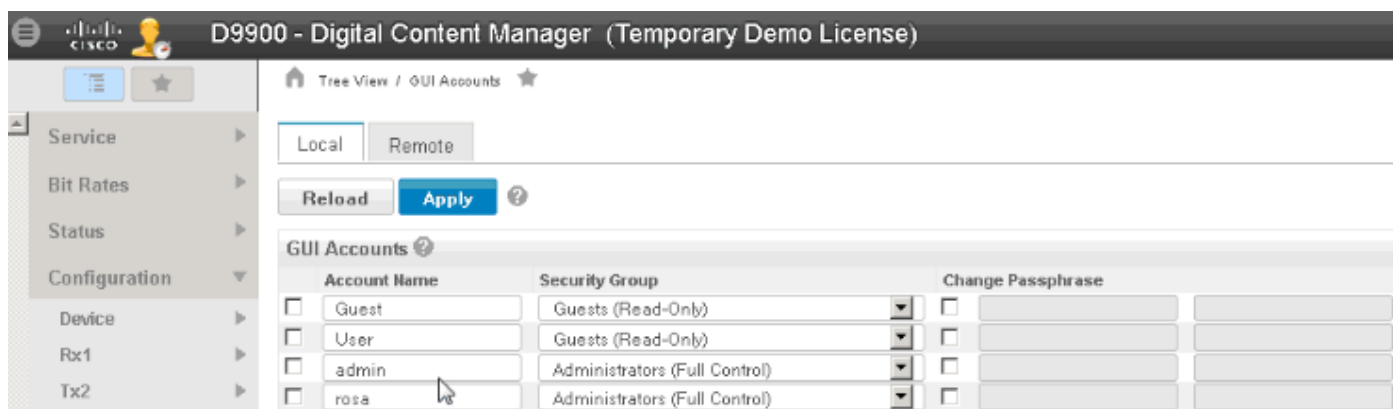 CISCO
D9900 - Digital Content Manager (Temporary Demo License)
Tree View / GUI Accounts
Service
Bit Rates
Status
Configuration
Device
Rx1
Tx2
Local Remote
Reload Apply ?
GUI Accounts ?
Account Name Security Group Change Passphrase
Guest Guests (Read-Only)
User Guests (Read-Only)
admin Administrators (Full Control)
rosa Administrators (Full Control)